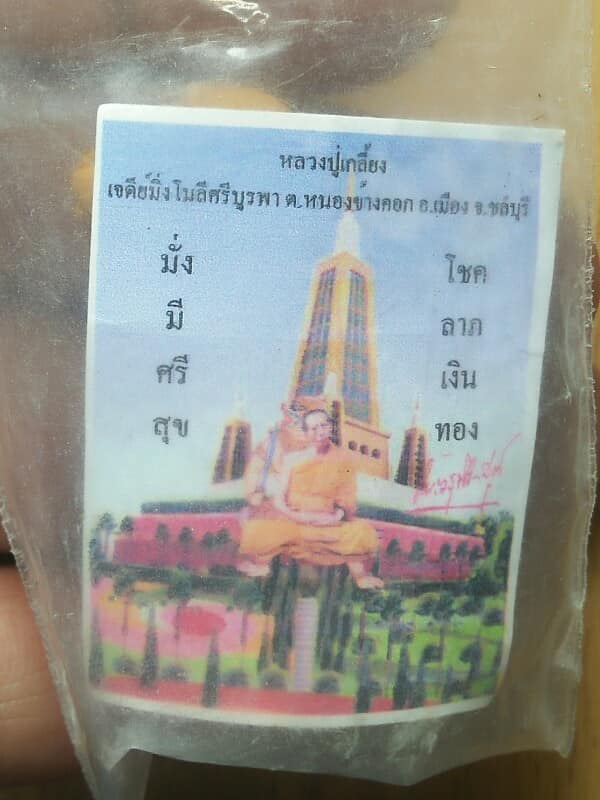 หลวงปู่เกลี้ยง
เจดีย์มิ่งโมลีศรีบูรพา ต.หนองข้างคอก อ.เมือง จ.ชลบุรี
มั่ง
มี
ศรี
สุข
โชค
ลาภ
เงิน
ทอง